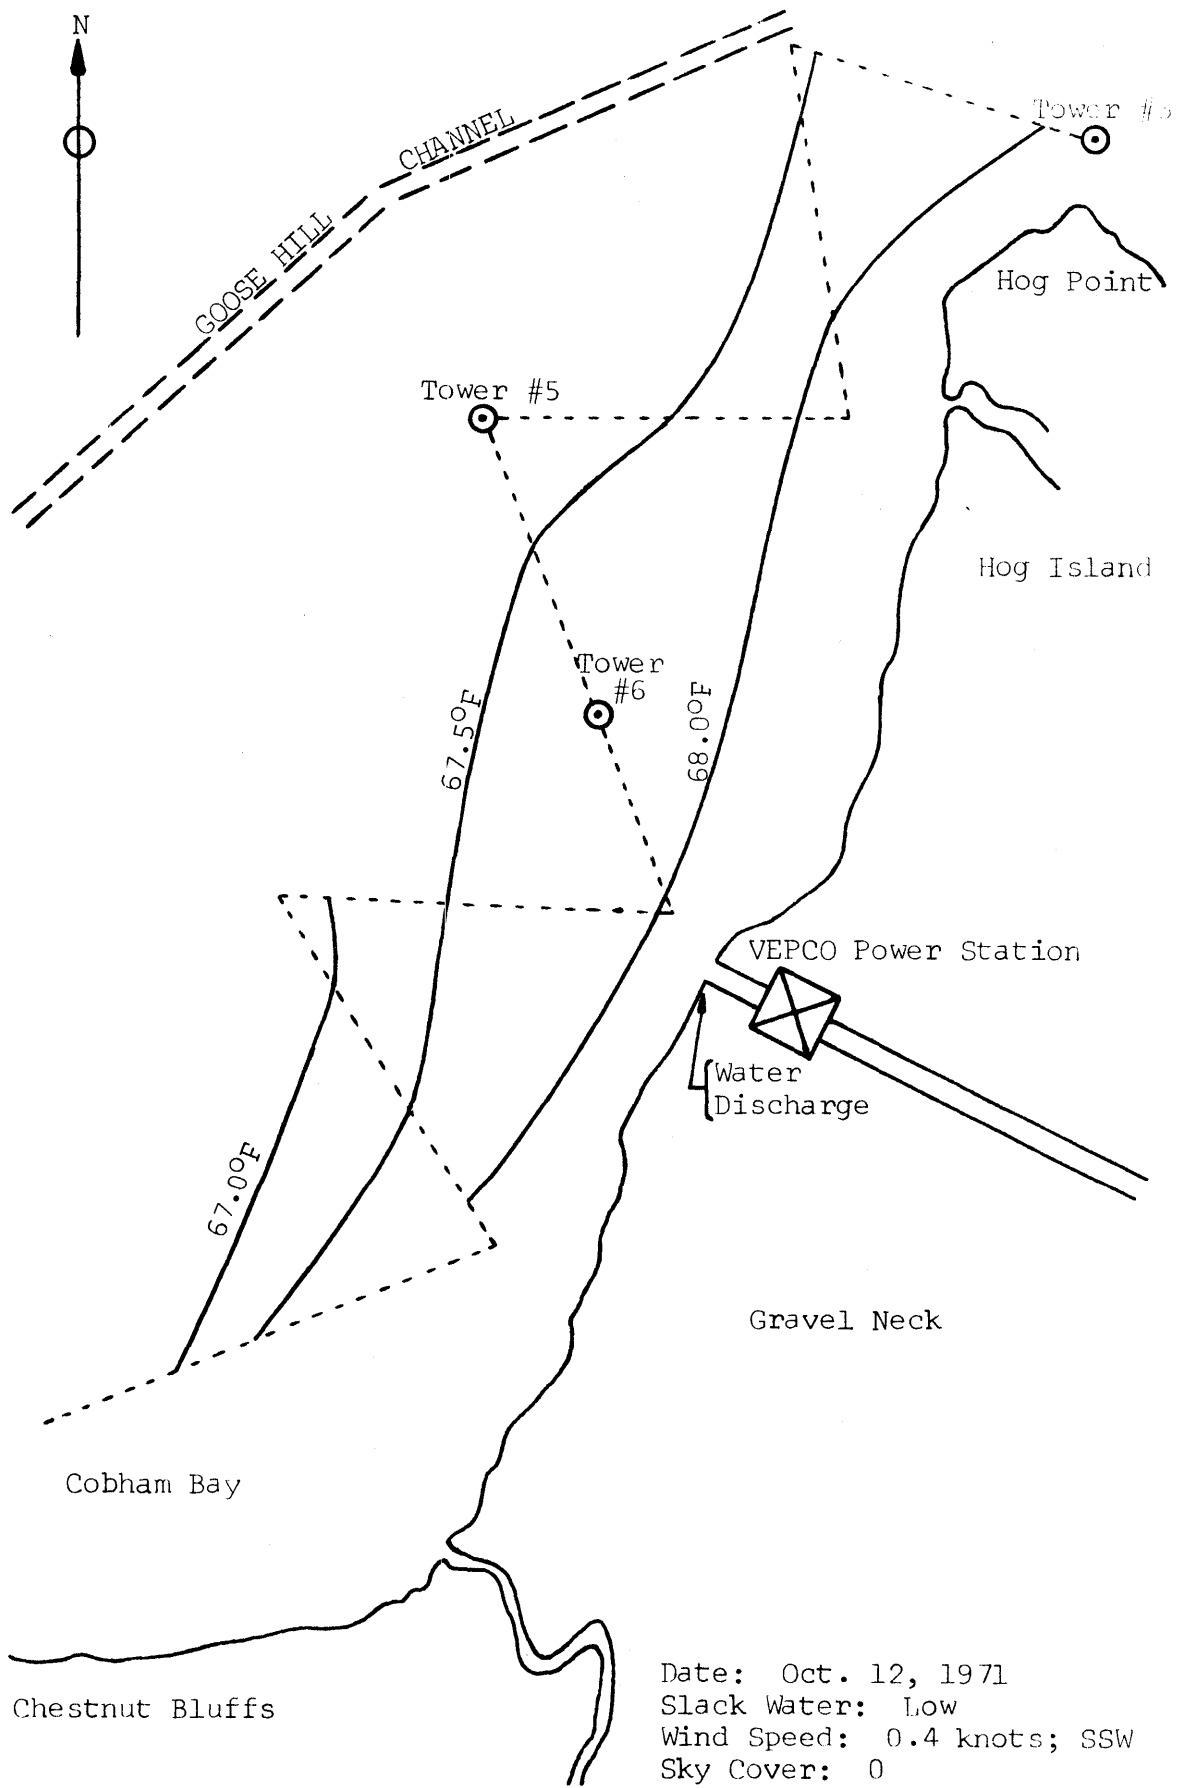 N
GOOSE HILL CHANNEL
Tower
Hog Point
Tower #5
Hog Island
Tower
#6
67.5°F
68.0°F
VEPCO Power Station
Water
Discharge
67.0°F
Gravel Neck
Cobham Bay
Chestnut Bluffs
Date: Oct. 12, 1971
Slack Water: Low
Wind Speed: 0.4 knots; SSW
Sky Cover: 0